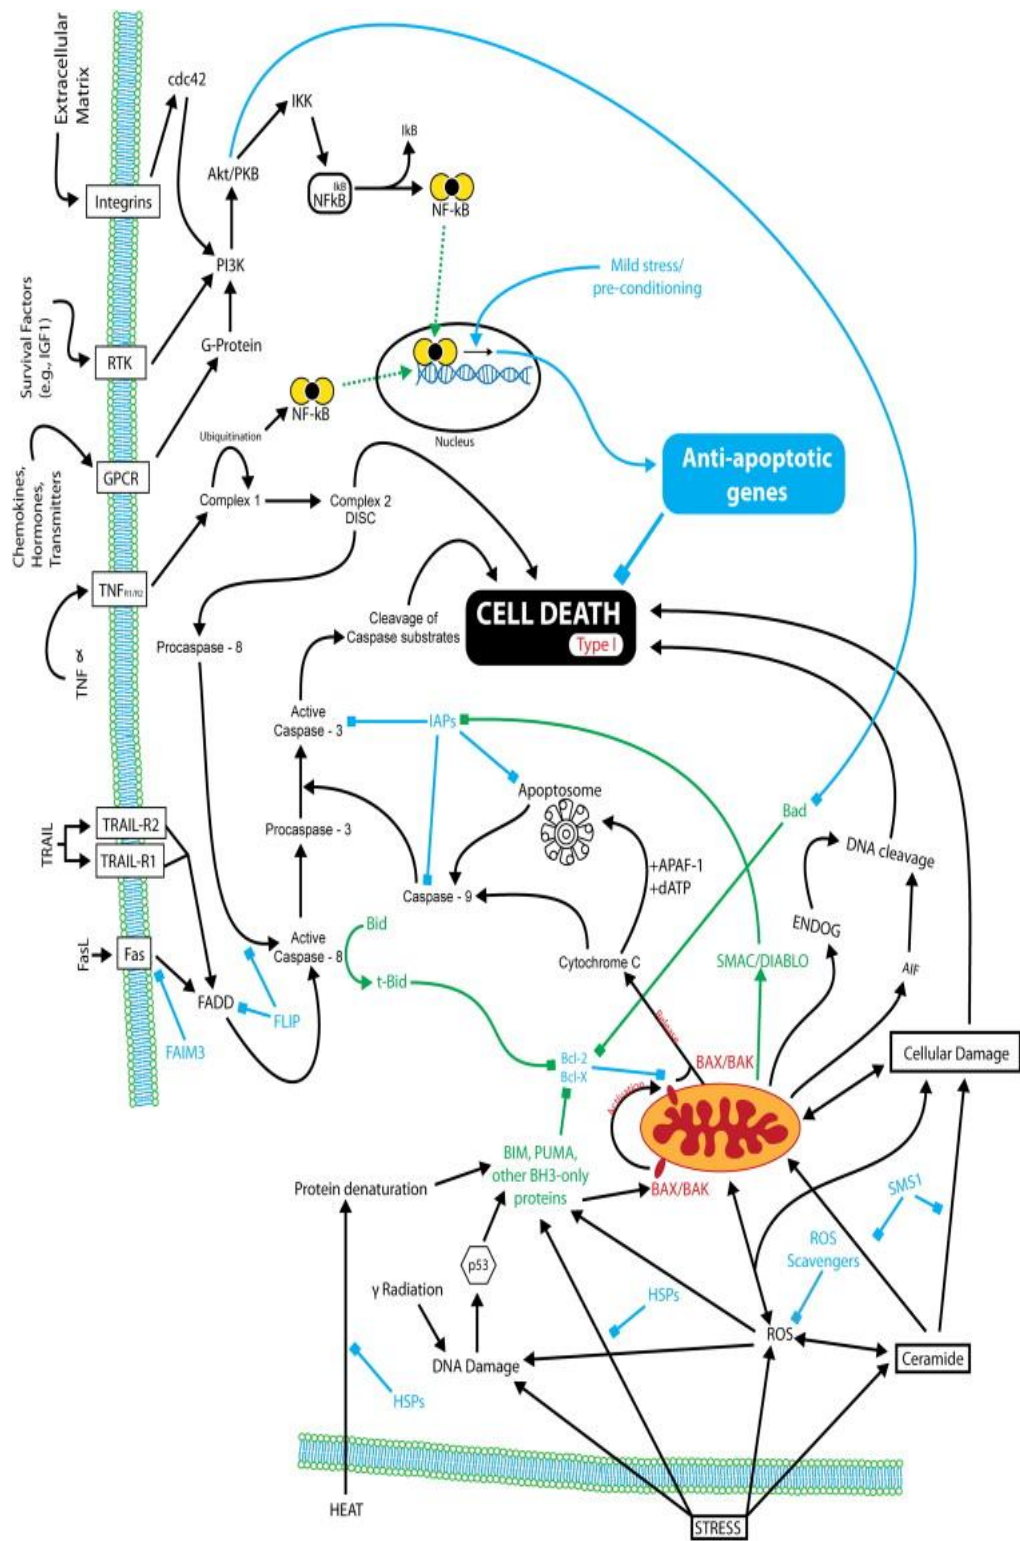 Extracellular
Matrix
cdc42
IKK
IkB
Akt/PKB
IkB
NFkB
NF-kB
Integrins
PI3K
Mild stress/
pre-conditioning
Survival Factors
(e.g., IGF1)
G-Protein
RTK
NF-kB
Nucleus
Ubiquitination
Chemokines,
Hormones,
Transmitters
GPCR
Anti-apoptotic
genes
Complex 1
Complex 2
DISC
TNF R1/R2
TNF ∝
Procaspase - 8
Cleavage of
Caspase substrates
CELL DEATH
Type I
Active
Caspase - 3
IAPs
Apoptosome
Bad
TRAIL
TRAIL-R2
TRAIL-R1
Procaspase - 3
DNA cleavage
+APAF-1
+dATP
Caspase - 9
ENDOG
FasL
Fas
Active
Caspase - 8
Bid
t-Bid
Cytochrome C
SMAC/DIABLO
AIF
FADD
FLIP
FAIM3
Release
Bcl-2
Bcl-X
BAX/BAK
Cellular Damage
Activation
BIM, PUMA,
other BH3-only
proteins
BAX/BAK
Protein denaturation
SMS1
ROS
Scavengers
p53
γ Radiation
HSPs
ROS
DNA Damage
Ceramide
HSPs
HEAT
STRESS